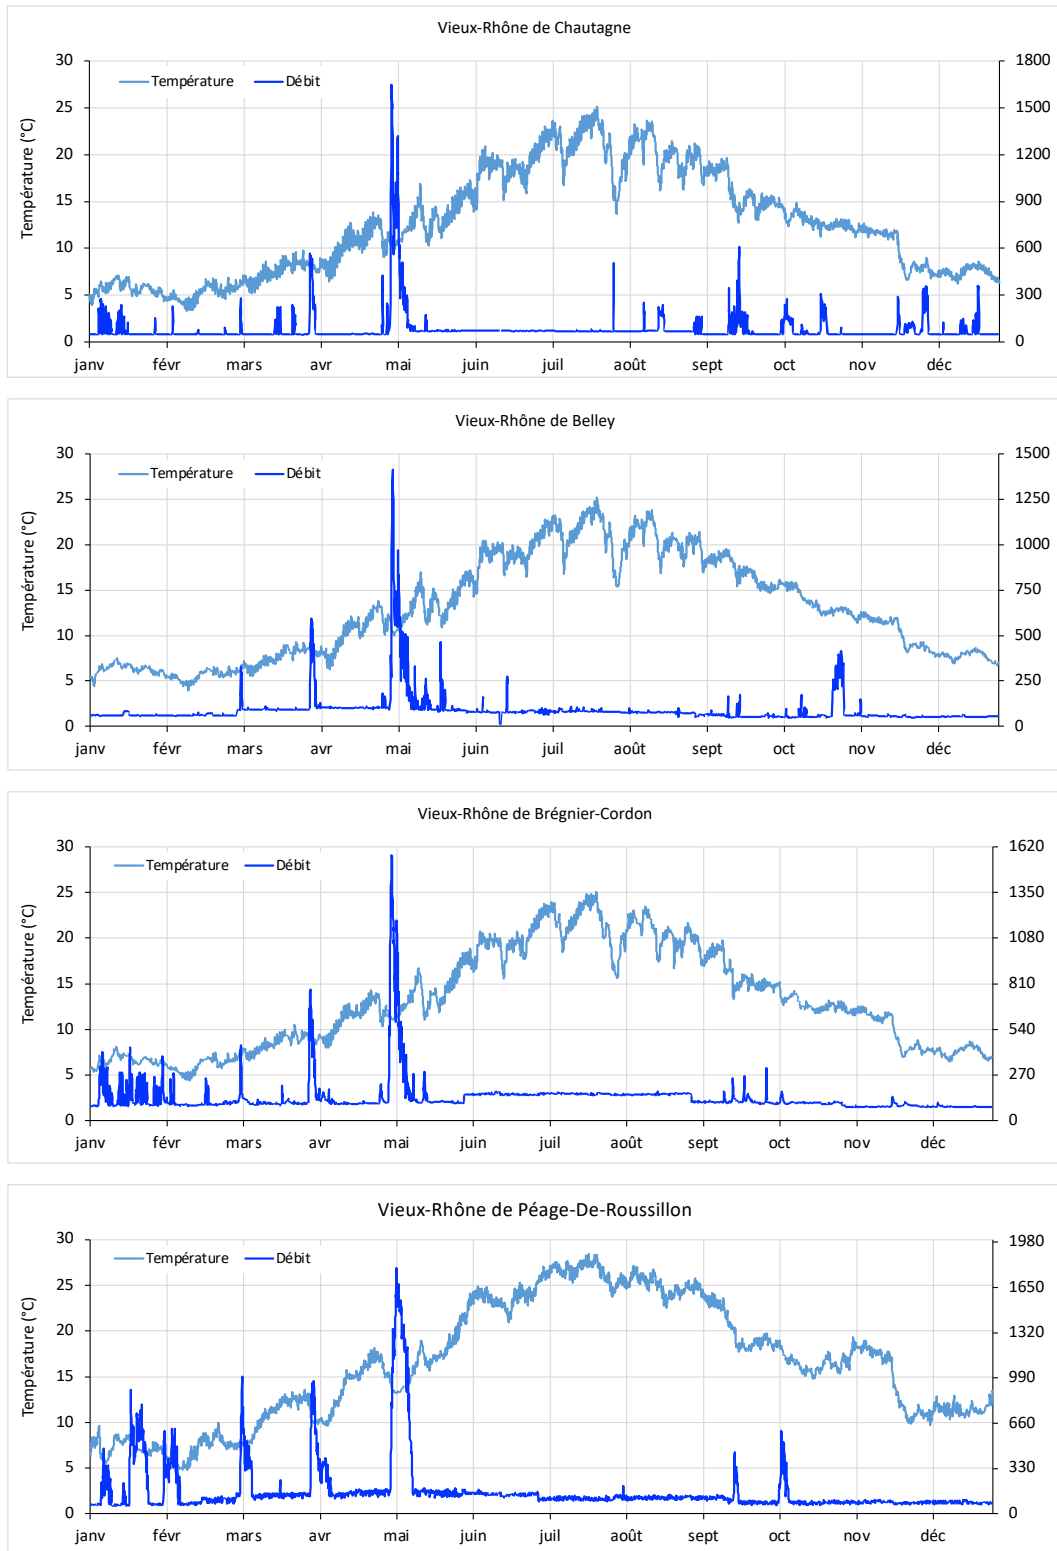 Vieux-Rhône de Chautagne
Température (°C)
Température Débit
30 1800
25 1500
20 1200
15 900
10 600
5 300
0 0
janv févr mars avr mai juin juil août sept oct nov déc
Vieux-Rhône de Belley
Température (°C)
Température Débit
30 1500
25 1250
20 1000
15 750
10 500
5 250
0 0
janv févr mars avr mai juin juil août sept oct nov déc
Vieux-Rhône de Brégnier-Cordon
Température (°C)
Température Débit
30 1620
25 1350
20 1080
15 810
10 540
5 270
0 0
janv févr mars avr mai juin juil août sept oct nov déc
Vieux-Rhône de Péage-De-Roussillon
Température (°C)
Température Débit
30 1980
25 1650
20 1320
15 990
10 660
5 330
0 0
janv févr mars avr mai juin juil août sept oct nov déc